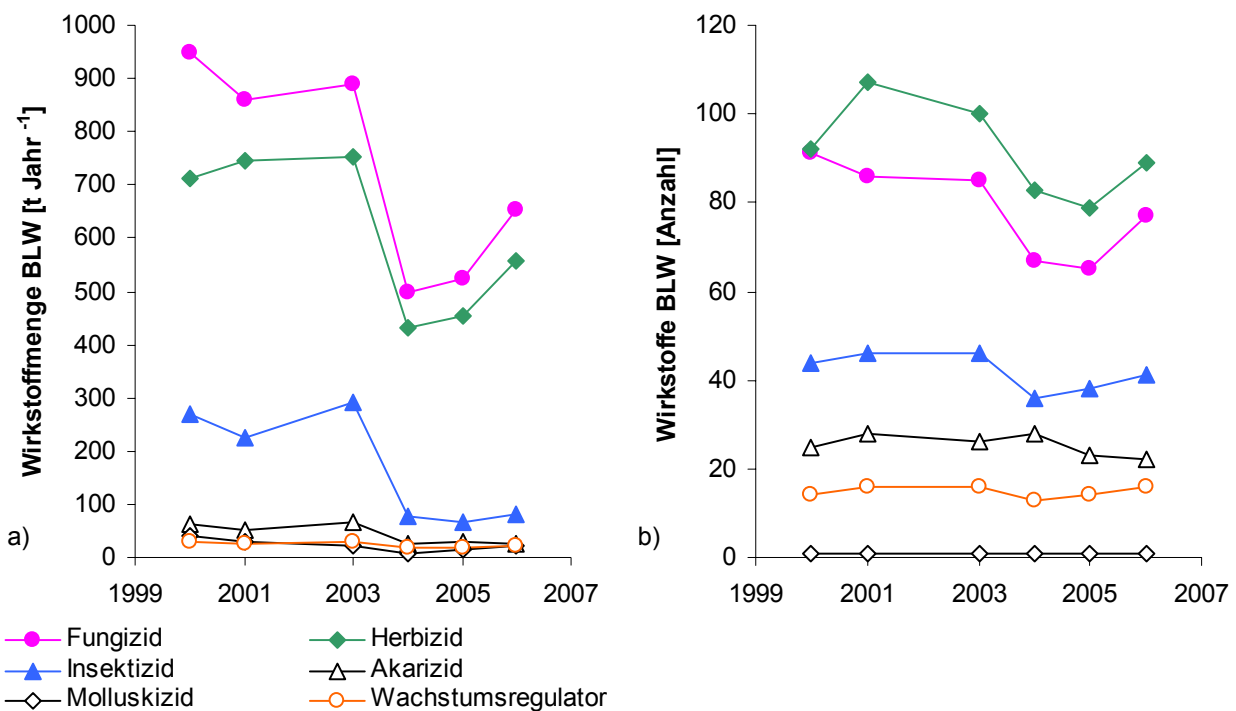 Wirkstoffmenge BLW [t Jahr -1]
1000
900
800
700
600
500
400
300
200
100
0
1999 2001 2003 2005 2007
a)
Wirkstoffe BLW [Anzahl]
120
100
80
60
40
20
0
1999 2001 2003 2005 2007
b)
Fungizid Herbizid
Insektizid Akarizid
Molluskizid Wachstumsregulator